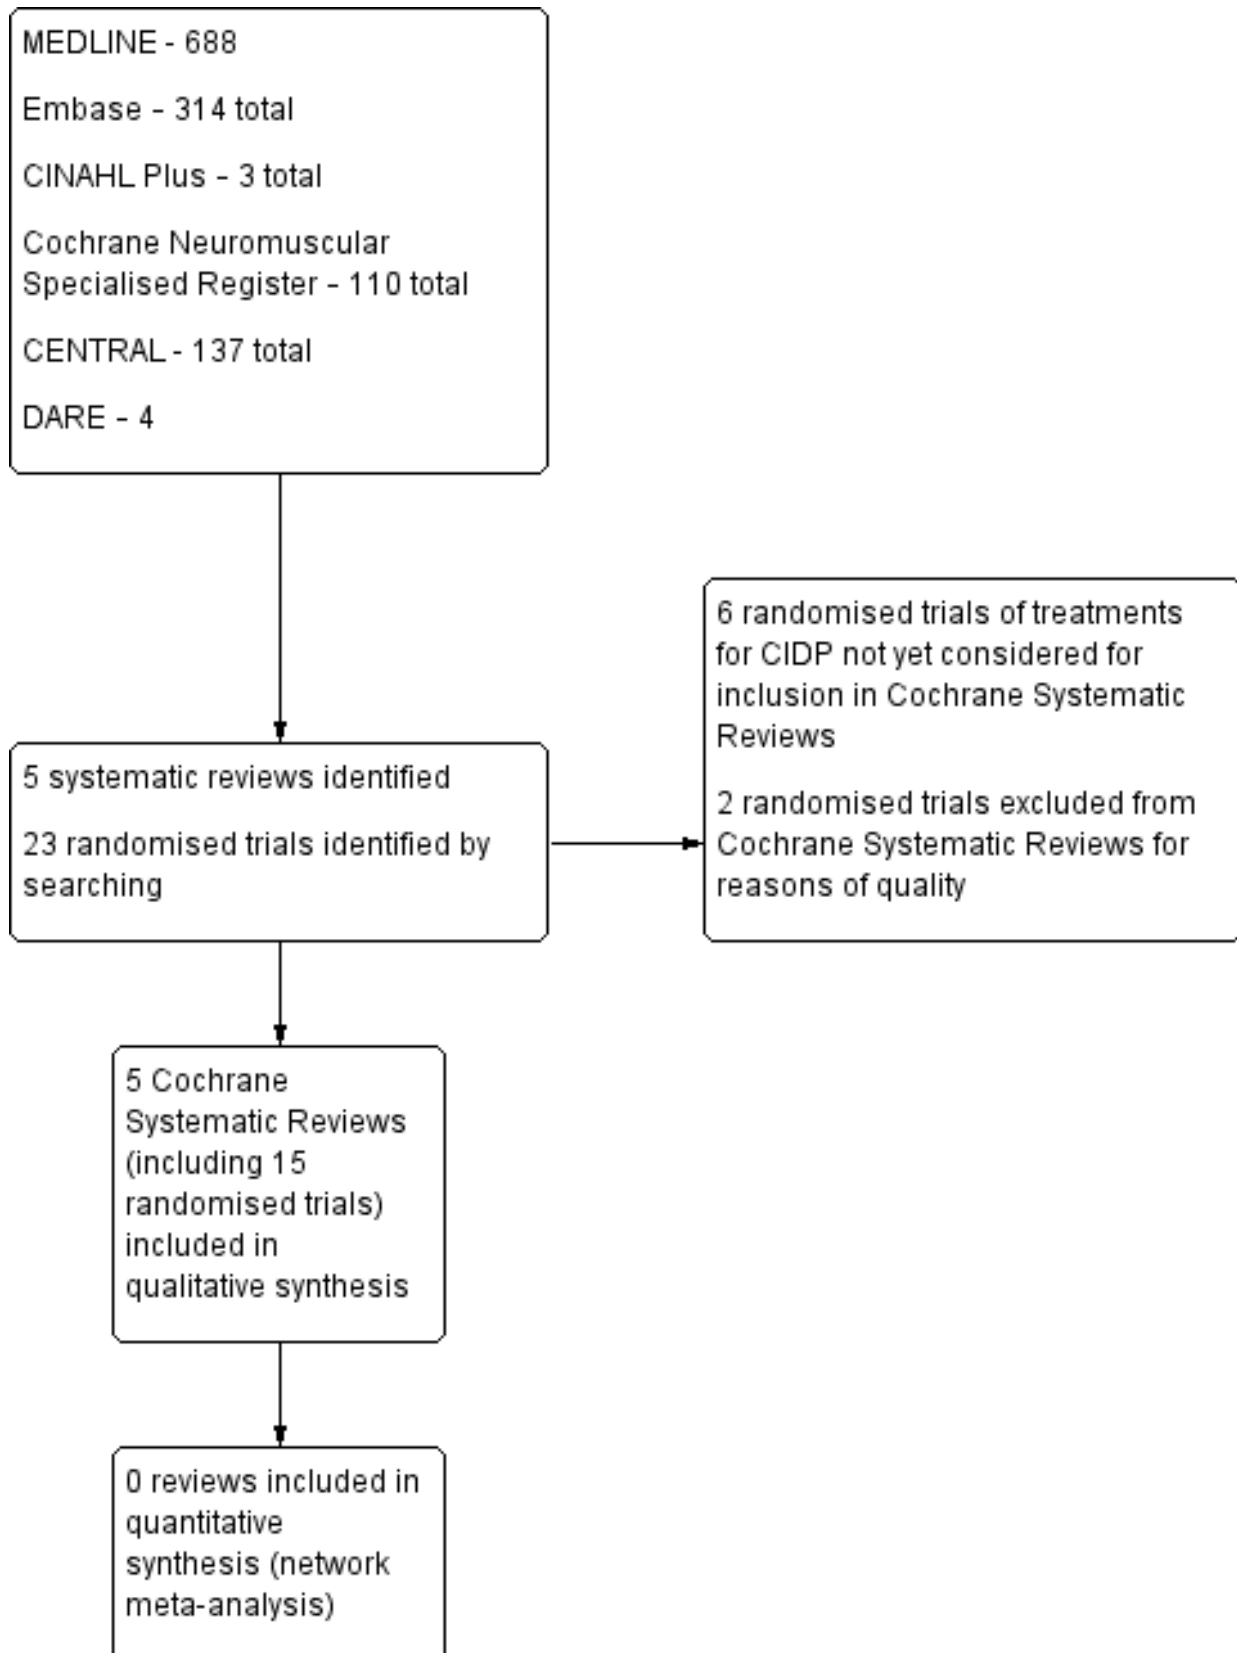 MEDLINE - 688
Embase – 314 total
CINAHL Plus – 3 total
Cochrane Neuromuscular
Specialised Register – 110 total
CENTRAL - 137 total
DARE – 4
6 randomised trials of treatments
for CIDP not yet considered for
inclusion in Cochrane Systematic
Reviews
2 randomised trials excluded from
Cochrane Systematic Reviews for
reasons of quality
5 systematic reviews identified
23 randomised trials identified by
searching
5 Cochrane
Systematic Reviews
(including 15
randomised trials)
included in
qualitative synthesis
0 reviews included in
quantitative
synthesis (network
meta-analysis)